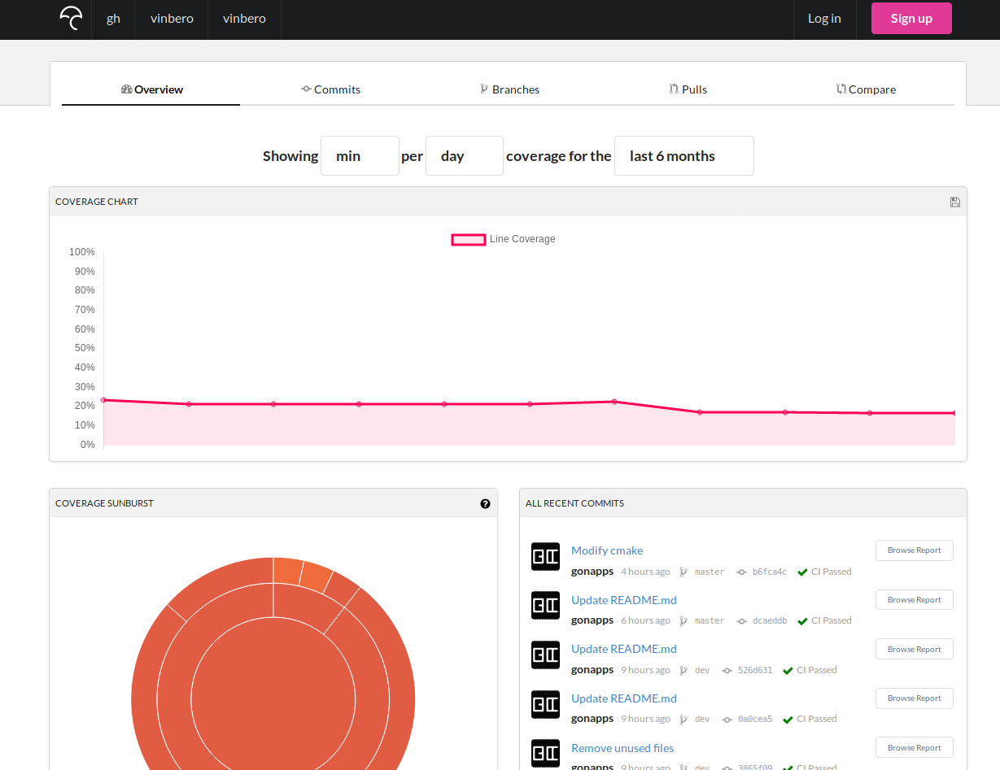 gh vinbero vinbero Log in Sign up
Overview Commits Branches Pulls Compare
Showing min per day coverage for the last 6 months
COVERAGE CHART
Line Coverage
100%
90%
80%
70%
60%
50%
40%
30%
20%
10%
0%
COVERAGE SUNBURST
ALL RECENT COMMITS
Modify cmake Browse Report
gonapps 4 hours ago master b6fca4c CI Passed
Update README.md Browse Report
gonapps 6 hours ago master dcaeddb CI Passed
Update README.md Browse Report
gonapps 9 hours ago dev 526d631 CI Passed
Update README.md Browse Report
gonapps 9 hours ago dev 0a0cea5 CI Passed
Remove unused files Browse Report
gonapps 9 hours ago dev 3865f09 CI Passed